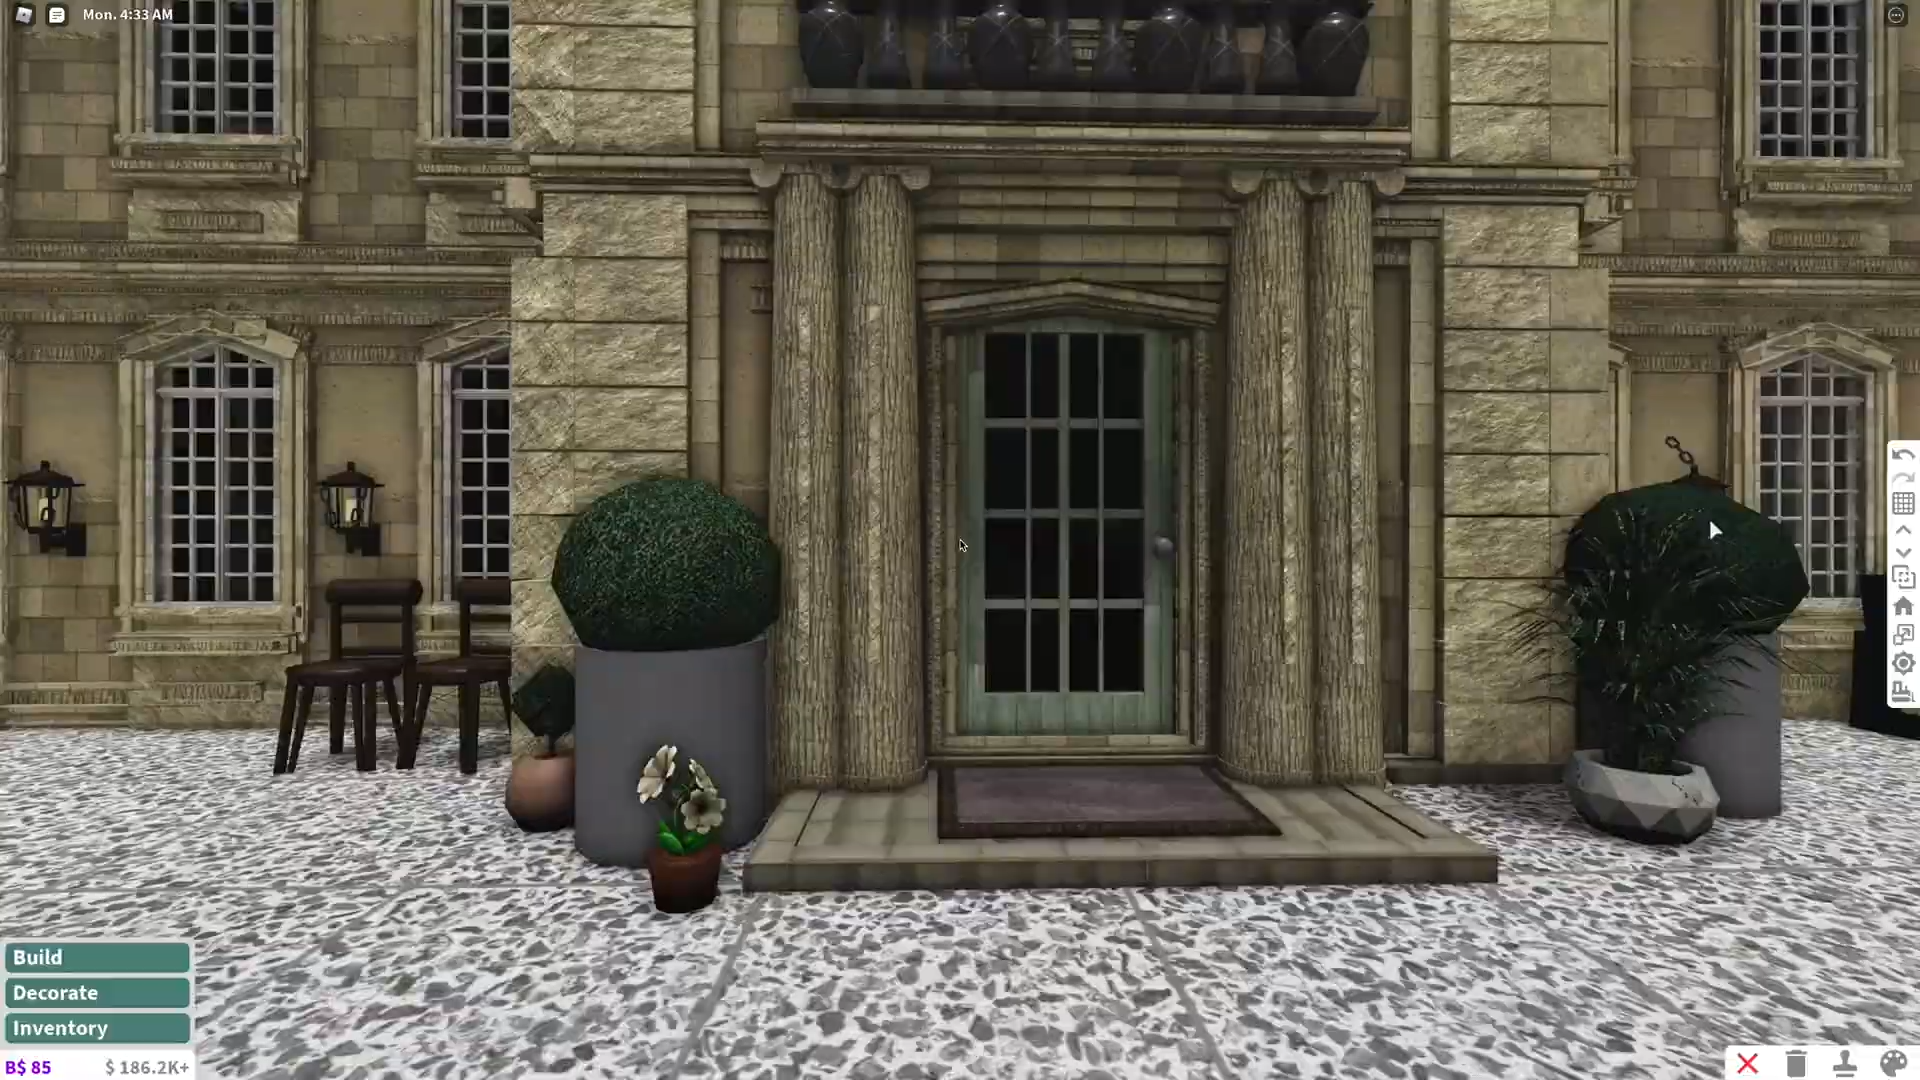 Mon. 4:33 AM
Build
Decorate
Inventory
B$ 85 $ 186.2K+